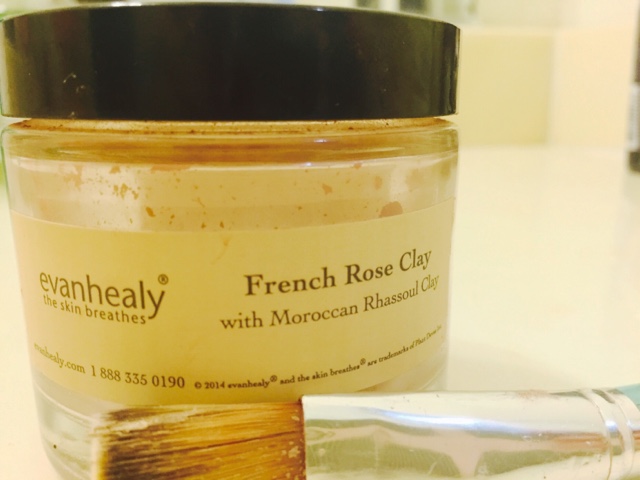 evanhealy®
the skin breathes
French Rose Clay
with Moroccan Rhassoul Clay
evanhealy.com 1 888 335 0190 © 2014 evanhealy® and the skin breathes® are trademarks of